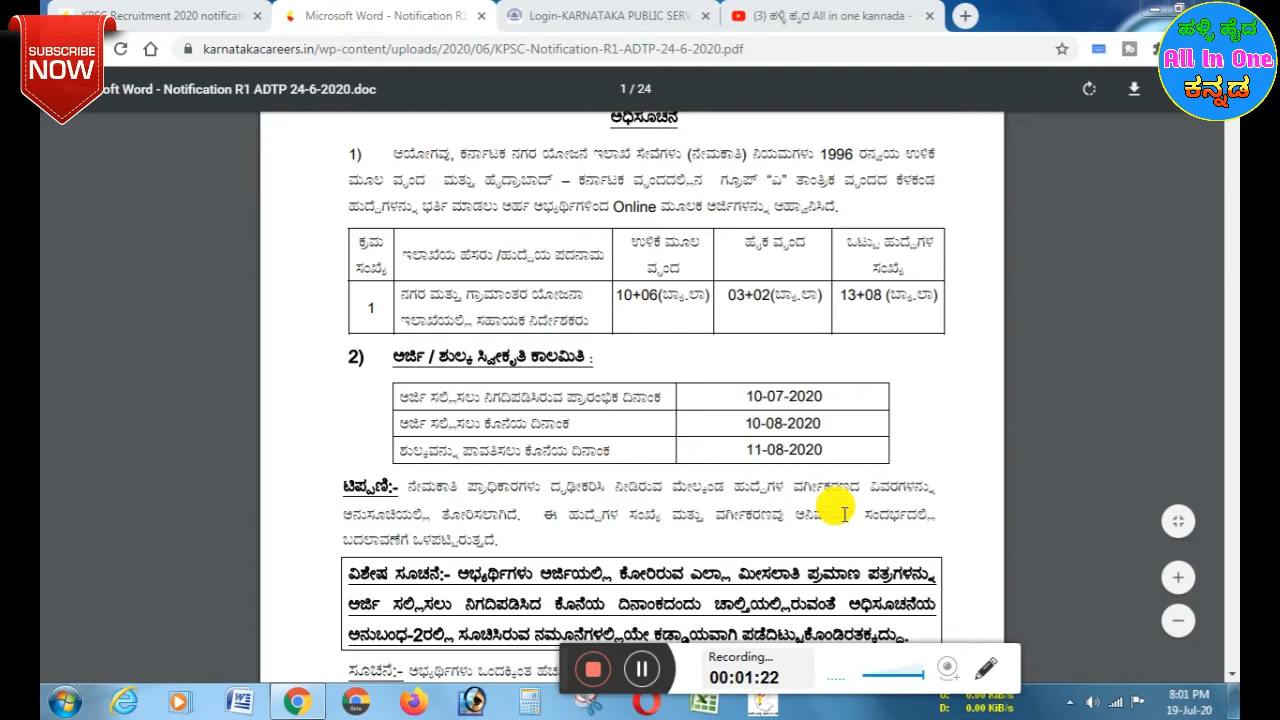 KPSC Recruitment 2020 notificat
Microsoft Word - Notification R1
Login-KARNATAKA PUBLIC SERV
(3) ಹಳ್ಳಿ ಹೈದ All in one kannada -
ಹಳ್ಳಿ ಹೈದ
All In One
ಕನ್ನಡ
SUBSCRIBE
NOW
karnatakacareers.in/wp-content/uploads/2020/06/KPSC-Notification-R1-ADTP-24-6-2020.pdf
oft Word - Notification R1 ADTP 24-6-2020.doc
1 / 24
ಅಧಿಸೂಚನೆ
1) ಆಯೋಗವು, ಕರ್ನಾಟಕ ನಗರ ಯೋಜನೆ ಇಲಾಖೆ ಸೇವೆಗಳು (ನೇಮಕಾತಿ) ನಿಯಮಗಳು 1996 ರನ್ವಯ ಉಳಿಕೆ
ಮೂಲ ವೃಂದ ಮತ್ತು ಹೈದ್ರಾಬಾದ್ – ಕರ್ನಾಟಕ ವೃಂದದಲ್ಲಿನ ಗ್ರೂಪ್ "ಎ" ತಾಂತ್ರಿಕ ವೃಂದದ ಕೆಳಕಂಡ
ಹುದ್ದೆಗಳನ್ನು ಭರ್ತಿ ಮಾಡಲು ಅರ್ಹ ಅಭ್ಯರ್ಥಿಗಳಿಂದ Online ಮೂಲಕ ಅರ್ಜಿಗಳನ್ನು ಆಹ್ವಾನಿಸಿದೆ.
ಕ್ರಮ ಸಂಖ್ಯೆ
ಇಲಾಖೆಯ ಹೆಸರು /ಹುದ್ದೆಯ ಪದನಾಮ
ಉಳಿಕೆ ಮೂಲ ವೃಂದ
ಹೈಕ ವೃಂದ
ಒಟ್ಟು ಹುದ್ದೆಗಳ ಸಂಖ್ಯೆ
1
ನಗರ ಮತ್ತು ಗ್ರಾಮಾಂತರ ಯೋಜನಾ
ಇಲಾಖೆಯಲ್ಲಿ ಸಹಾಯಕ ನಿರ್ದೇಶಕರು
10+06(ಬ್ಯಾ.ಲಾ)
03+02(ಬ್ಯಾ.ಲಾ)
13+08 (ಬ್ಯಾ.ಲಾ)
2) ಅರ್ಜಿ / ಶುಲ್ಕ ಸ್ವೀಕೃತಿ ಕಾಲಮಿತಿ :
ಅರ್ಜಿ ಸಲ್ಲಿಸಲು ನಿಗದಿಪಡಿಸಿರುವ ಪ್ರಾರಂಭಿಕ ದಿನಾಂಕ 10-07-2020
ಅರ್ಜಿ ಸಲ್ಲಿಸಲು ಕೊನೆಯ ದಿನಾಂಕ 10-08-2020
ಶುಲ್ಕವನ್ನು ಪಾವತಿಸಲು ಕೊನೆಯ ದಿನಾಂಕ 11-08-2020
ಟಿಪ್ಪಣಿ:- ನೇಮಕಾತಿ ಪ್ರಾಧಿಕಾರಗಳು ದೃಢೀಕರಿಸಿ ನೀಡಿರುವ ಮೇಲ್ಕಂಡ ಹುದ್ದೆಗಳ ವರ್ಗೀಕರಣದ ವಿವರಗಳನ್ನು
ಅನುಸೂಚಿಯಲ್ಲಿ ತೋರಿಸಲಾಗಿದೆ. ಈ ಹುದ್ದೆಗಳ ಸಂಖ್ಯೆ ಮತ್ತು ವರ್ಗೀಕರಣವು ಸಂದರ್ಭದಲ್ಲಿ
ಬದಲಾವಣೆಗೆ ಒಳಪಟ್ಟಿರುತ್ತದೆ.
ವಿಶೇಷ ಸೂಚನೆ:- ಅಭ್ಯರ್ಥಿಗಳು ಅರ್ಜಿಯಲ್ಲಿ ಕೋರಿರುವ ಎಲ್ಲಾ ಮೀಸಲಾತಿ ಪ್ರಮಾಣ ಪತ್ರಗಳನ್ನು
ಅರ್ಜಿ ಸಲ್ಲಿಸಲು ನಿಗದಿಪಡಿಸಿದ ಕೊನೆಯ ದಿನಾಂಕದಂದು ಚಾಲ್ತಿಯಲ್ಲಿರುವಂತೆ ಅಧಿಸೂಚನೆಯ
ಅನುಬಂಧ-2ರಲ್ಲಿ ಸೂಚಿಸಿರುವ ನಮೂನೆಗಳಲ್ಲಿಯೇ ಕಡ್ಡಾಯವಾಗಿ ಪಡೆದಿಟ್ಟುಕೊಂಡಿರತಕ್ಕದ್ದು.
ಸೂಚನೆ:- ಅಭ್ಯರ್ಥಿಗಳು ಒಂದಕ್ಕಿಂತ
Recording...
00:01:22
0.00 KiB/s
D: 0.00 KiB/s
8:01 PM
19-Jul-20